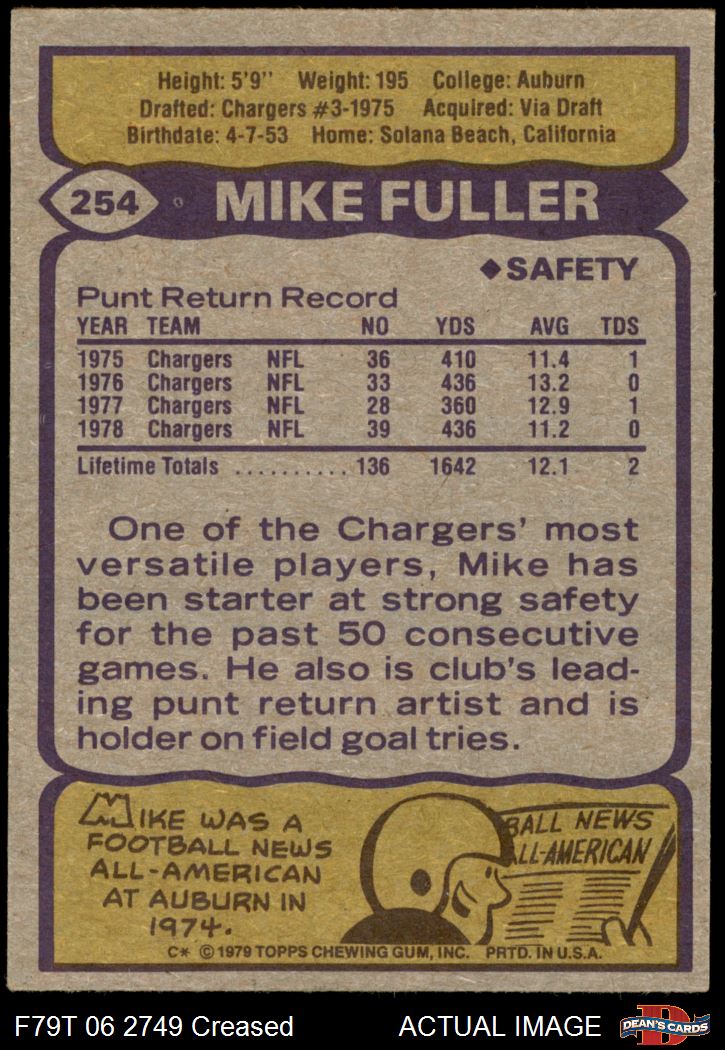 Height: 5'9" Weight: 195 College: Auburn
Drafted: Chargers #3-1975 Acquired: Via Draft
Birthdate: 4-7-53 Home: Solana Beach, California
254 MIKE FULLER
◆SAFETY
Punt Return Record
YEAR TEAM NO YDS AVG TDS
1975 Chargers NFL 36 410 11.4 1
1976 Chargers NFL 33 436 13.2 0
1977 Chargers NFL 28 360 12.9 1
1978 Chargers NFL 39 436 11.2 0
Lifetime Totals .......... 136 1642 12.1 2
One of the Chargers' most
versatile players, Mike has
been starter at strong safety
for the past 50 consecutive
games. He also is club's lead-
ing punt return artist and is
holder on field goal tries.
MIKE WAS A
FOOTBALL NEWS
ALL-AMERICAN
AT AUBURN IN
1974.
BALL NEWS
ALL-AMERICAN
C* © 1979 TOPPS CHEWING GUM, INC. PRTD. IN U.S.A.
F79T 06 2749 Creased ACTUAL IMAGE
DEAN'S CARDS